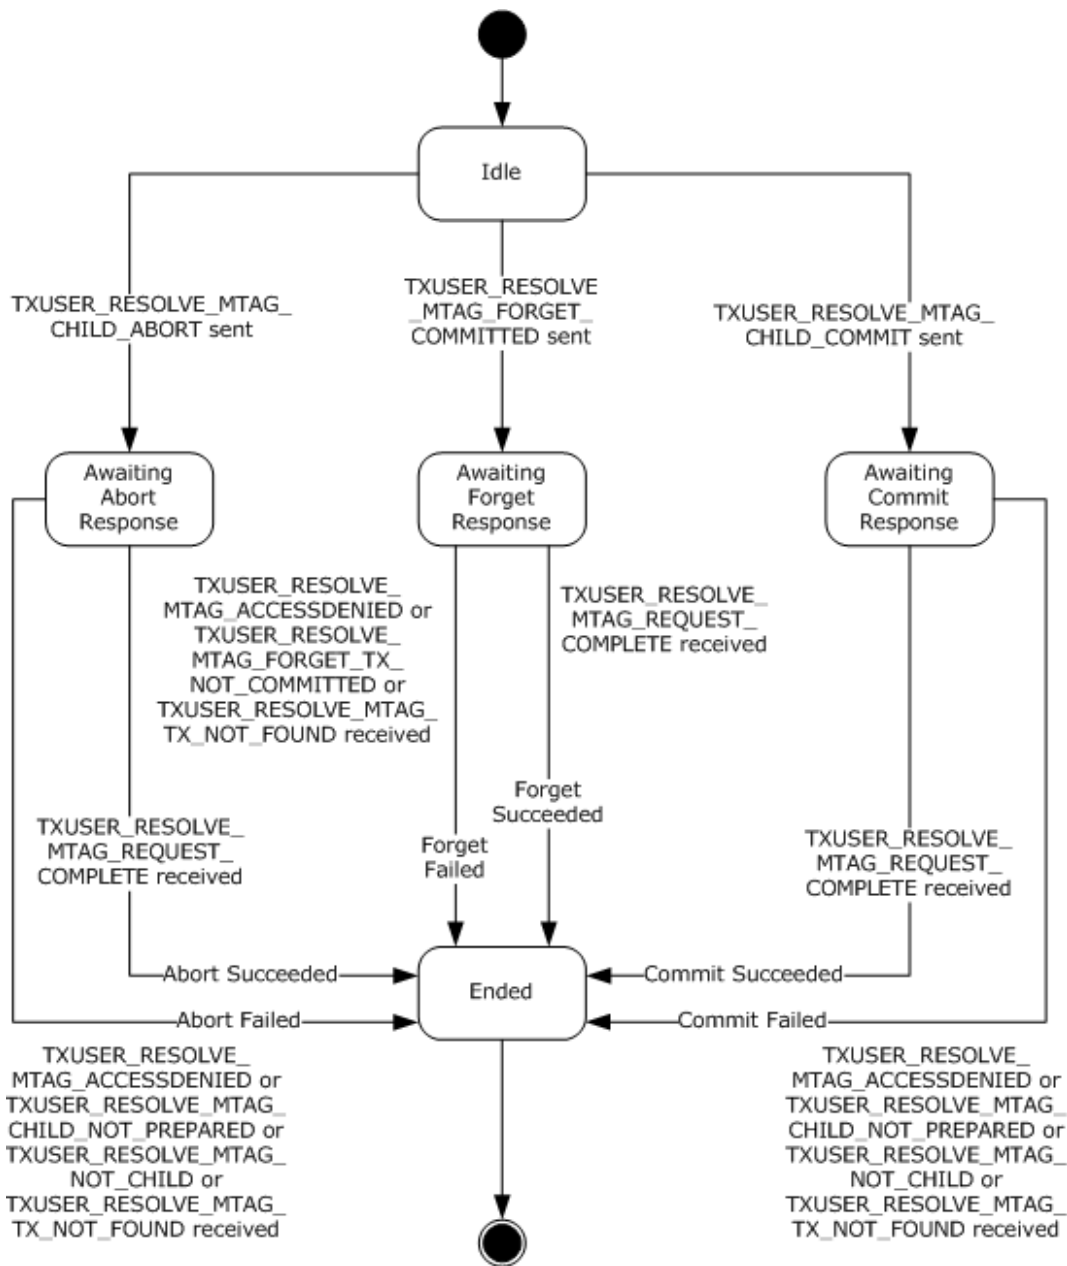 Idle
TXUSER_RESOLVE_MTAG_
CHILD_ABORT sent
TXUSER_RESOLVE
_MTAG_FORGET_
COMMITTED sent
TXUSER_RESOLVE_MTAG_
CHILD_COMMIT sent
Awaiting
Abort
Response
Awaiting
Forget
Response
Awaiting
Commit
Response
TXUSER_RESOLVE_
MTAG_ACCESSDENIED or
TXUSER_RESOLVE_
MTAG_FORGET_TX_
NOT_COMMITTED or
TXUSER_RESOLVE_MTAG_
TX_NOT_FOUND received
TXUSER_RESOLVE_
MTAG_REQUEST_
COMPLETE received
Forget
Succeeded
Forget
Failed
TXUSER_RESOLVE_
MTAG_REQUEST_
COMPLETE received
TXUSER_RESOLVE_
MTAG_REQUEST_
COMPLETE received
Abort Succeeded
Ended
Commit Succeeded
Abort Failed
Commit Failed
TXUSER_RESOLVE_
MTAG_ACCESSDENIED or
TXUSER_RESOLVE_MTAG_
CHILD_NOT_PREPARED or
TXUSER_RESOLVE_MTAG_
NOT_CHILD or
TXUSER_RESOLVE_MTAG_
TX_NOT_FOUND received
TXUSER_RESOLVE_
MTAG_ACCESSDENIED or
TXUSER_RESOLVE_MTAG_
CHILD_NOT_PREPARED or
TXUSER_RESOLVE_MTAG_
NOT_CHILD or
TXUSER_RESOLVE_MTAG_
TX_NOT_FOUND received